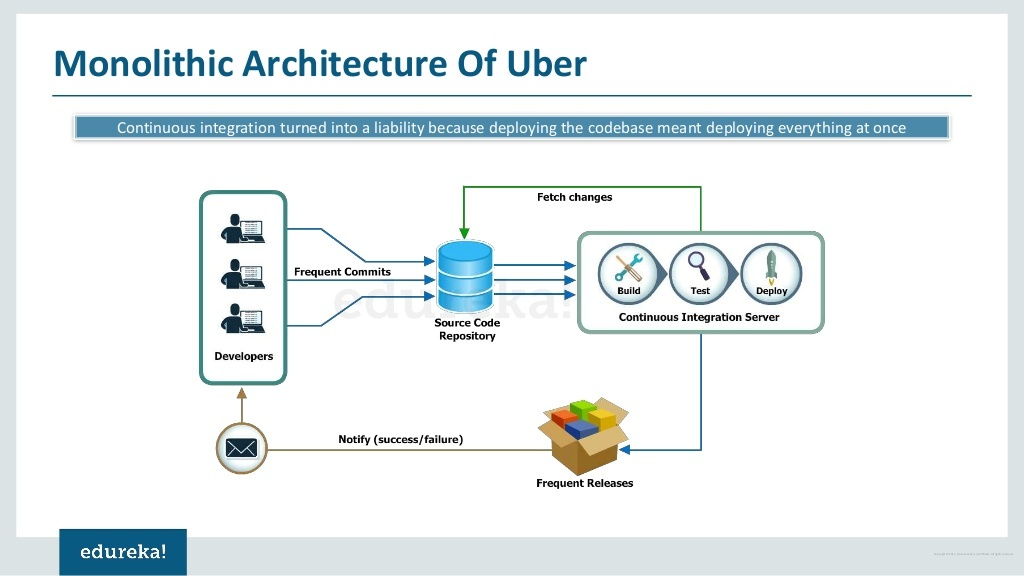 Monolithic Architecture Of Uber
Continuous integration turned into a liability because deploying the codebase meant deploying everything at once
Fetch changes
Frequent Commits
Build
Test
Deploy
edureka!
Continuous Integration Server
Source Code
Repository
Developers
Notify (success/failure)
Frequent Releases
edureka!